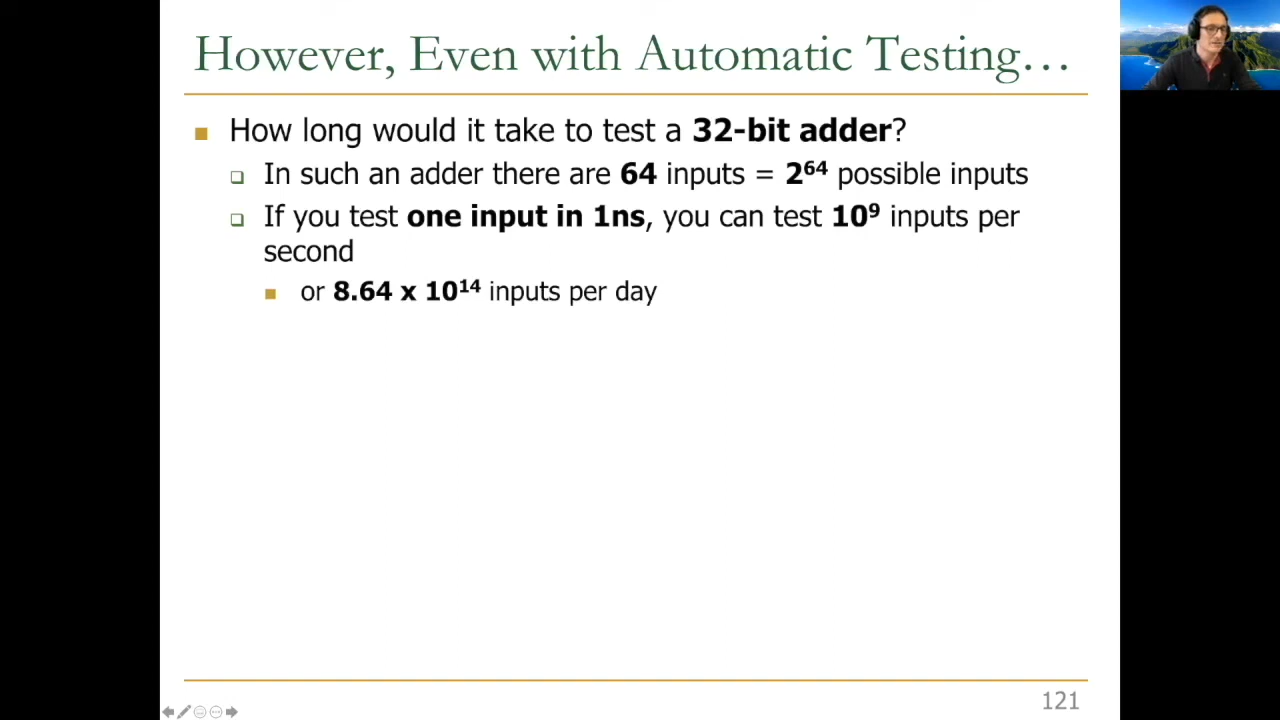 However, Even with Automatic Testing…
How long would it take to test a 32-bit adder?
In such an adder there are 64 inputs = 2⁶⁴ possible inputs
If you test one input in 1ns, you can test 10⁹ inputs per
second
or 8.64 x 10¹⁴ inputs per day
121